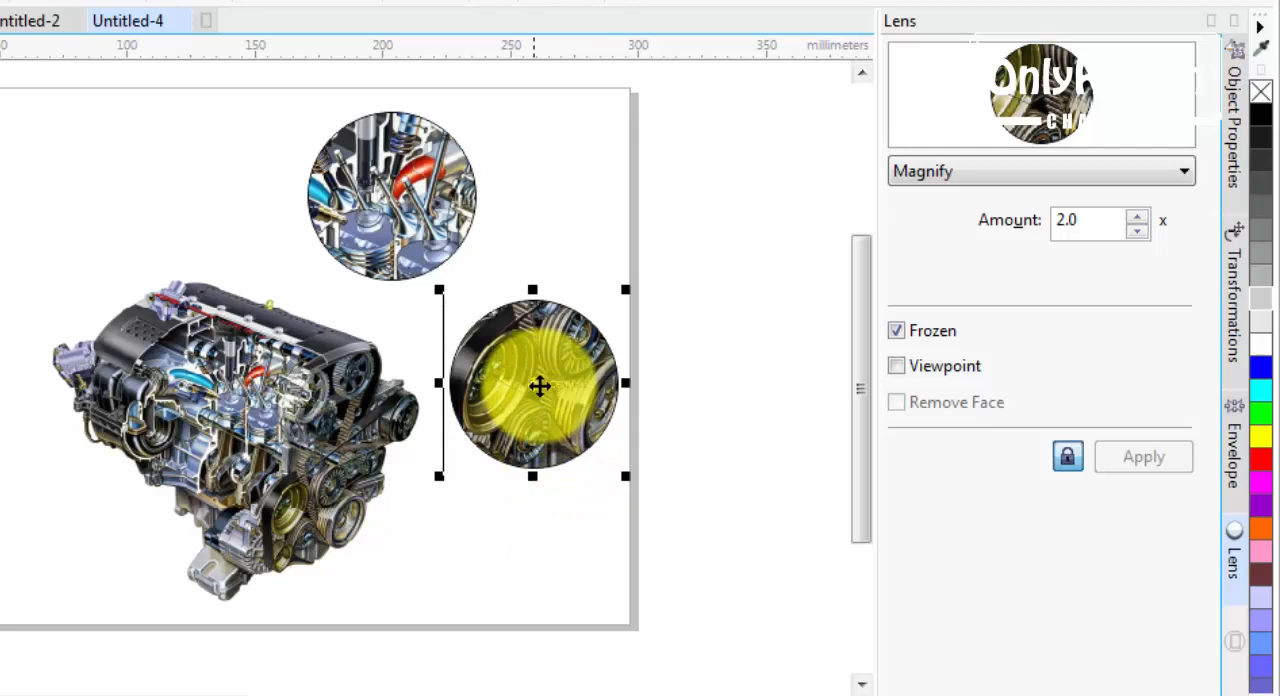 ntitled-2
Untitled-4
Lens
100
150
200
250
300
350
millimeters
Magnify
Amount:
2.0
x
Frozen
Viewpoint
Remove Face
Apply
Object Properties
Transformations
Envelope
Lens